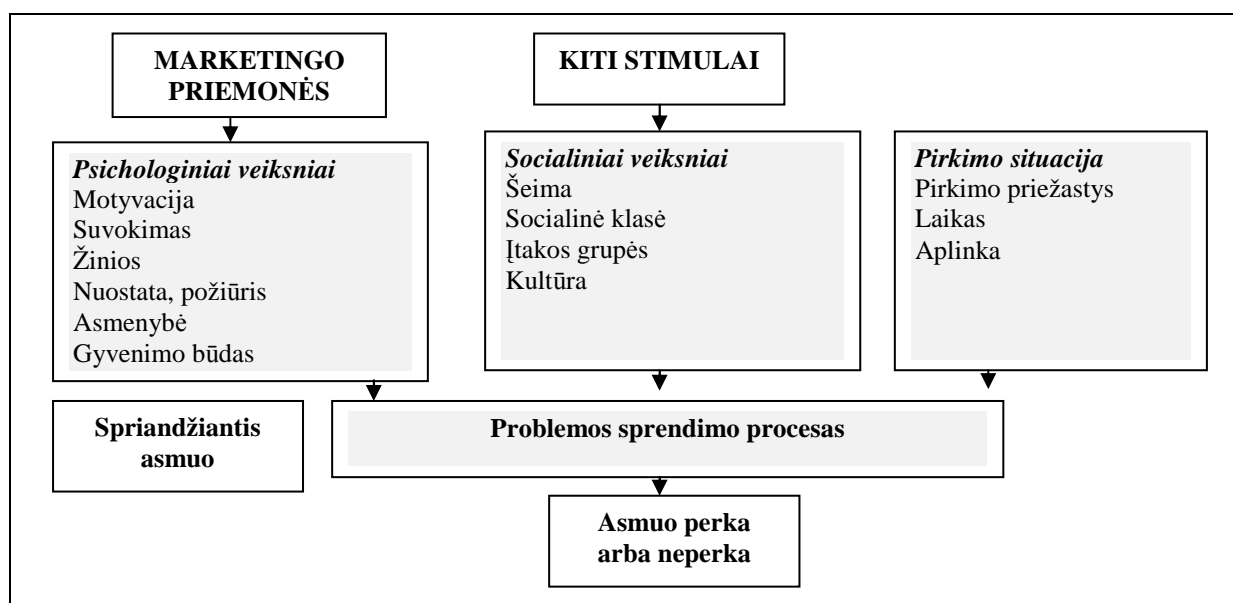 MARKETINGO
PRIEMONĖS
KITI STIMULAI
Psichologiniai veiksniai
Motyvacija
Suvokimas
Žinios
Nuostata, požiūris
Asmenybė
Gyvenimo būdas
Socialiniai veiksniai
Šeima
Socialinė klasė
Įtakos grupės
Kultūra
Pirkimo situacija
Pirkimo priežastys
Laikas
Aplinka
Spriandžiantis
asmuo
Problemos sprendimo procesas
Asmuo perka
arba neperka